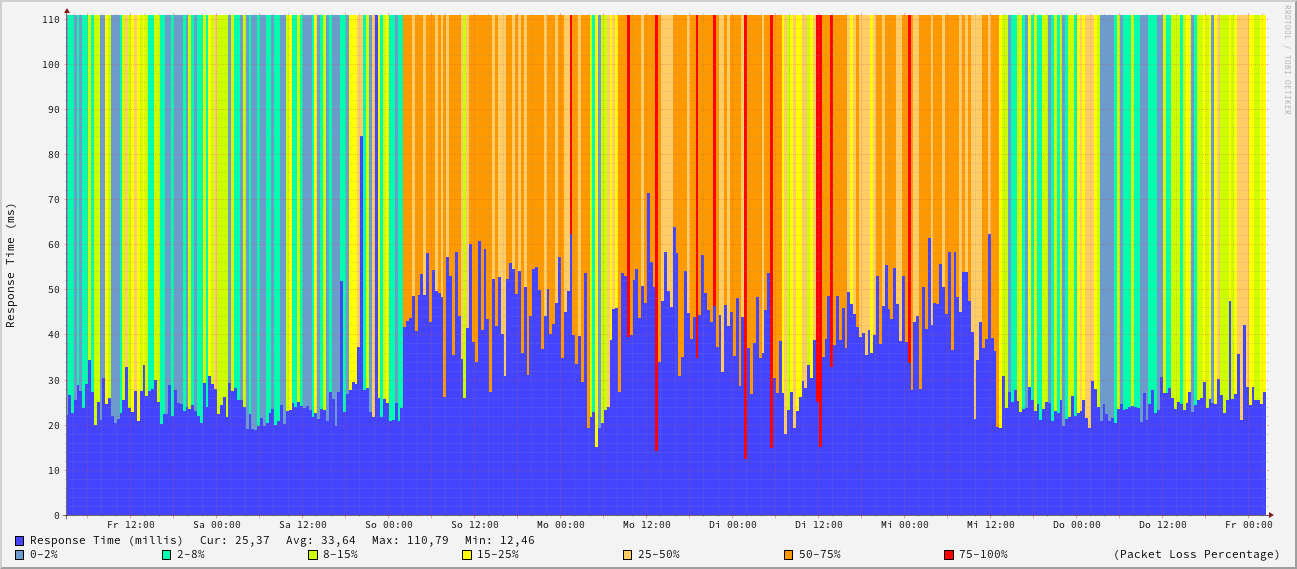 RRDTOOL / TOBI OETIKER
Response Time (ms)
110
100
90
80
70
60
50
40
30
20
10
0
Fr 12:00 Sa 00:00 Sa 12:00 So 00:00 So 12:00 Mo 00:00 Mo 12:00 Di 00:00 Di 12:00 Mi 00:00 Mi 12:00 Do 00:00 Do 12:00 Fr 00:00
Response Time (millis) Cur: 25,37 Avg: 33,64 Max: 110,79 Min: 12,46
0-2% 2-8% 8-15% 15-25% 25-50% 50-75% 75-100% (Packet Loss Percentage)